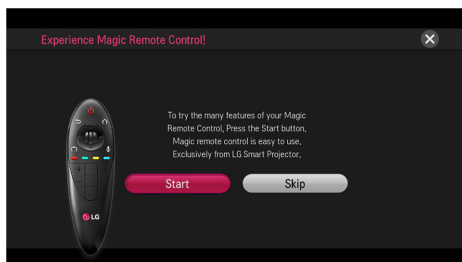 Experience Magic Remote Control!
To try the many features of your Magic
Remote Control, Press the Start button,
Magic remote control is easy to use,
Exclusively from LG Smart Projector,
Start
Skip
LG